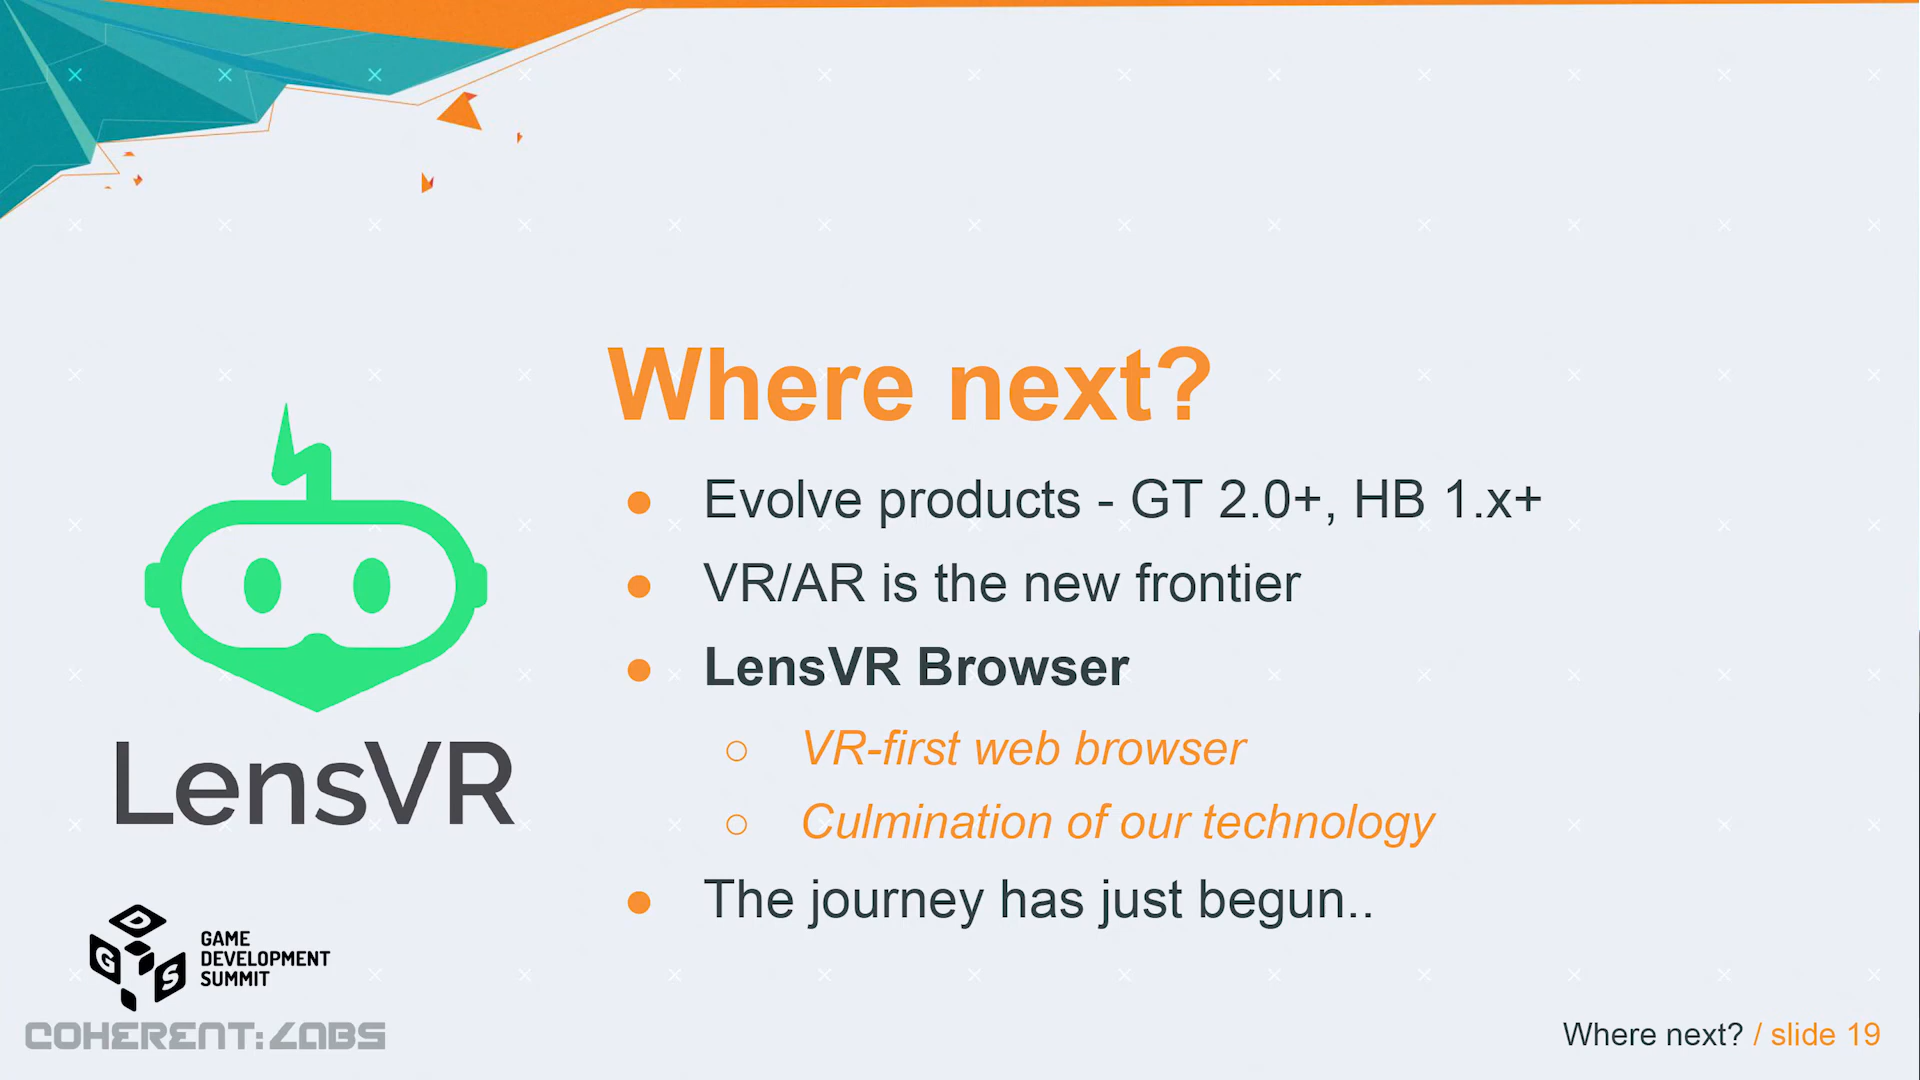 Where next?
Evolve products - GT 2.0+, HB 1.x+
VR/AR is the new frontier
LensVR Browser
VR-first web browser
Culmination of our technology
The journey has just begun..
LensVR
GDS
GAME
DEVELOPMENT
SUMMIT
COHERENT:LABS
Where next? / slide 19